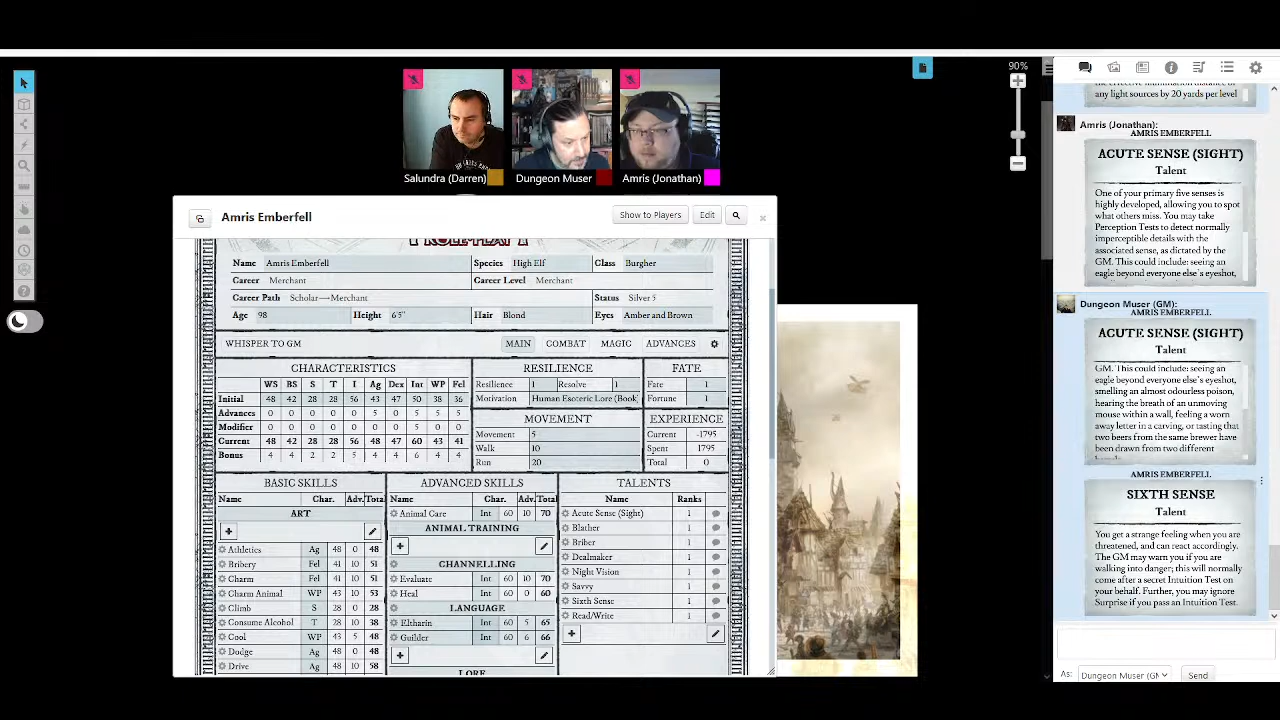 90%
Salundra (Darren)
Dungeon Muser
Amris (Jonathan)
Amris Emberfell
Show to Players
Edit
×
Name Amris Emberfell Species High Elf Class Burgher
Career Merchant Career Level Merchant
Career Path Scholar—Merchant Status Silver 5
Age 98 Height 6'5" Hair Blond Eyes Amber and Brown
WHISPER TO GM MAIN COMBAT MAGIC ADVANCES
CHARACTERISTICS
WS BS S T I Ag Dex Int WP Fel
Initial 48 42 28 28 56 43 47 50 38 36
Advances 0 0 0 0 0 5 0 5 5 5
Modifier 0 0 0 0 0 0 0 5 0 0
Current 48 42 28 28 56 48 47 60 43 41
Bonus 4 4 2 2 5 4 4 6 4 4
RESILIENCE
Resilience 1 Resolve 1
Motivation Human Esoteric Lore (Book
FATE
Fate 1
Fortune 1
MOVEMENT
Movement 5
Walk 10
Run 20
EXPERIENCE
Current -1795
Spent 1795
Total 0
BASIC SKILLS
Name Char. Adv. Total
ART
Athletics Ag 48 0 48
Bribery Fel 41 10 51
Charm Fel 41 10 51
Charm Animal WP 43 10 53
Climb S 28 0 28
Consume Alcohol T 28 10 38
Cool WP 43 5 48
Dodge Ag 48 0 48
Drive Ag 48 10 58
ADVANCED SKILLS
Name Char. Adv. Total
Animal Care Int 60 10 70
ANIMAL TRAINING
CHANNELLING
Evaluate Int 60 10 70
Heal Int 60 0 60
LANGUAGE
Eltharin Int 60 5 65
Guilder Int 60 6 66
LORE
TALENTS
Name Ranks
Acute Sense (Sight) 1
Blather 1
Briber 1
Dealmaker 1
Night Vision 1
Savvy 1
Sixth Sense 1
Read/Write 1
any light sources by 20 yards per level
Amris (Jonathan):
AMRIS EMBERFELL
ACUTE SENSE (SIGHT)
Talent
One of your primary five senses is
highly developed, allowing you to spot
what others miss. You may take
Perception Tests to detect normally
imperceptible details with the
associated sense, as dictated by the
GM. This could include: seeing an
eagle beyond everyone else's eyeshot,
Dungeon Muser (GM):
AMRIS EMBERFELL
ACUTE SENSE (SIGHT)
Talent
GM. This could include: seeing an
eagle beyond everyone else's eyeshot,
smelling an almost odourless poison,
hearing the breath of an unmoving
mouse within a wall, feeling a worn
away letter in a carving, or tasting that
two beers from the same brewer have
been drawn from two different
AMRIS EMBERFELL
SIXTH SENSE
Talent
You get a strange feeling when you are
threatened, and can react accordingly.
The GM may warn you if you are
walking into danger; this will normally
come after a secret Intuition Test on
your behalf. Further, you may ignore
Surprise if you pass an Intuition Test.
As: Dungeon Muser (GM
Send